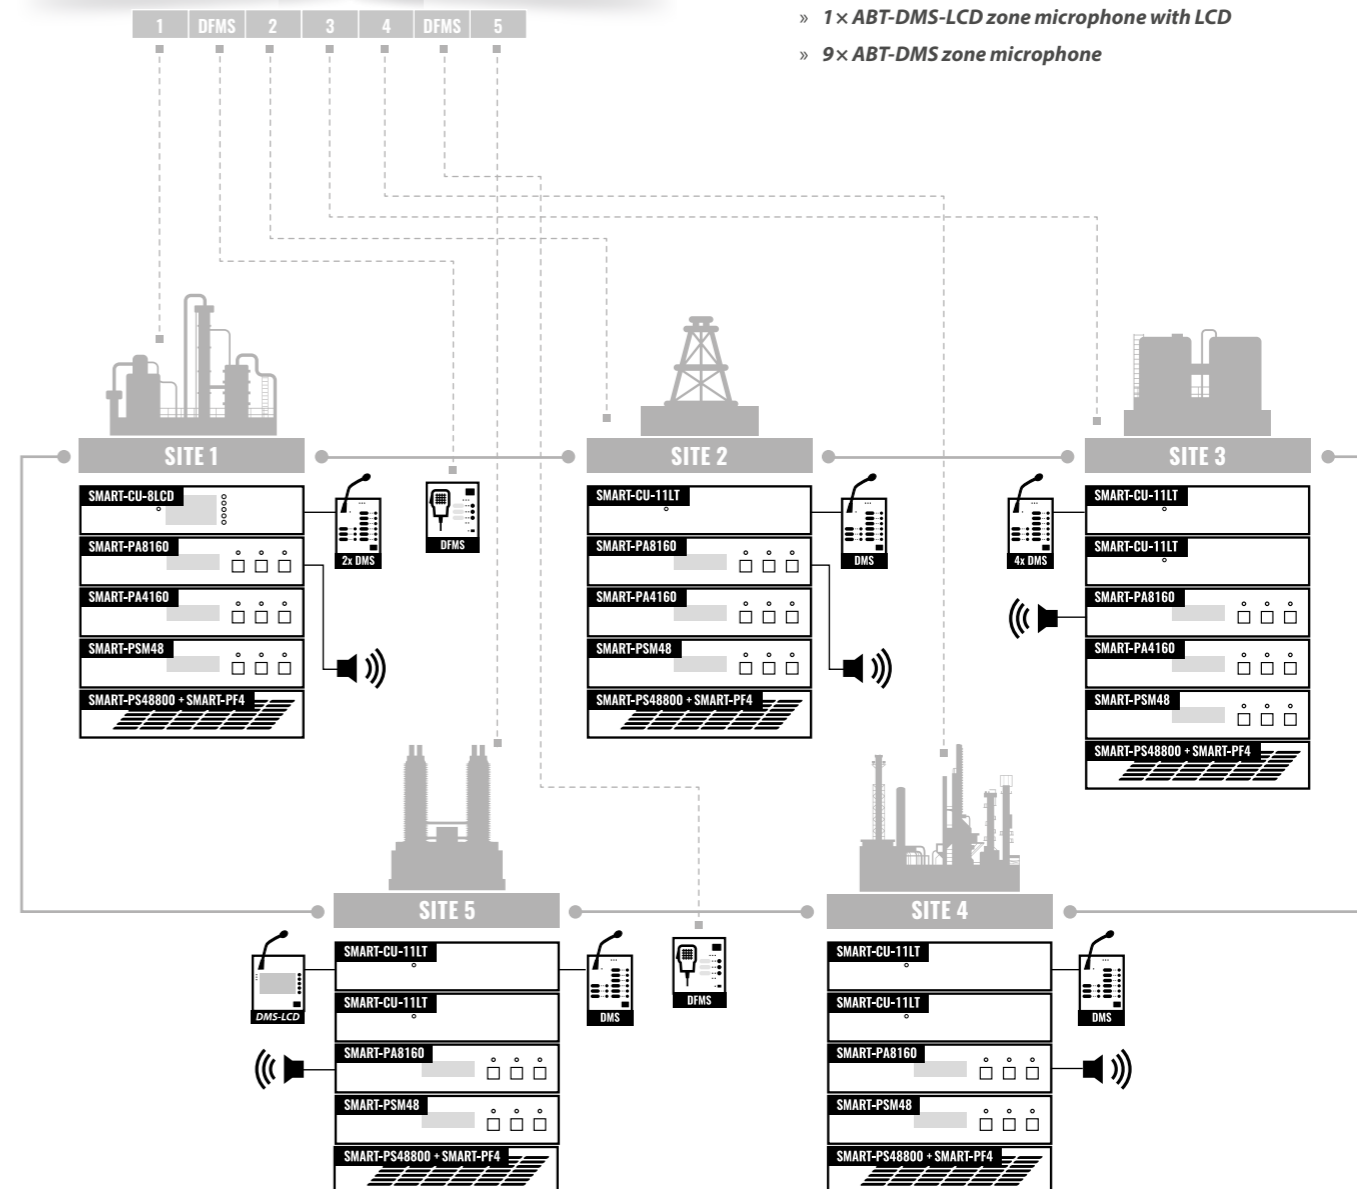 » 1× ABT-DMS-LCD zone microphone with LCD
» 9× ABT-DMS zone microphone
1 DFMS 2 3 4 DFMS 5
SITE 1
SMART-CU-8LCD
SMART-PA8160
SMART-PA4160
SMART-PSM48
SMART-PS48800 + SMART-PF4
2x DMS
DFMS
SITE 2
SMART-CU-11LT
SMART-PA8160
SMART-PA4160
SMART-PSM48
SMART-PS48800 + SMART-PF4
DMS
SITE 3
4x DMS
SMART-CU-11LT
SMART-CU-11LT
SMART-PA8160
SMART-PA4160
SMART-PSM48
SMART-PS48800 + SMART-PF4
SITE 5
DMS-LCD
SMART-CU-11LT
SMART-CU-11LT
SMART-PA8160
SMART-PSM48
SMART-PS48800 + SMART-PF4
DMS
DFMS
SITE 4
SMART-CU-11LT
SMART-CU-11LT
SMART-PA8160
SMART-PSM48
SMART-PS48800 + SMART-PF4
DMS